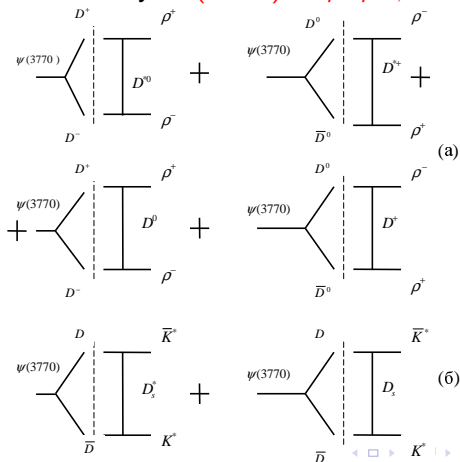 D⁺ ρ⁺ D⁰ ρ⁻
ψ(3770) D*⁰ + ψ(3770) D*⁺ +
D⁻ ρ⁻ D̅⁰ ρ⁺
(а)
D⁺ ρ⁺ D⁰ ρ⁻
+ ψ(3770) D⁰ + ψ(3770) D⁺
D⁻ ρ⁻ D̅⁰ ρ⁺
D K̅* D K̅*
ψ(3770) D*ₛ + ψ(3770) Dₛ (б)
D̅ K* D̅ K*